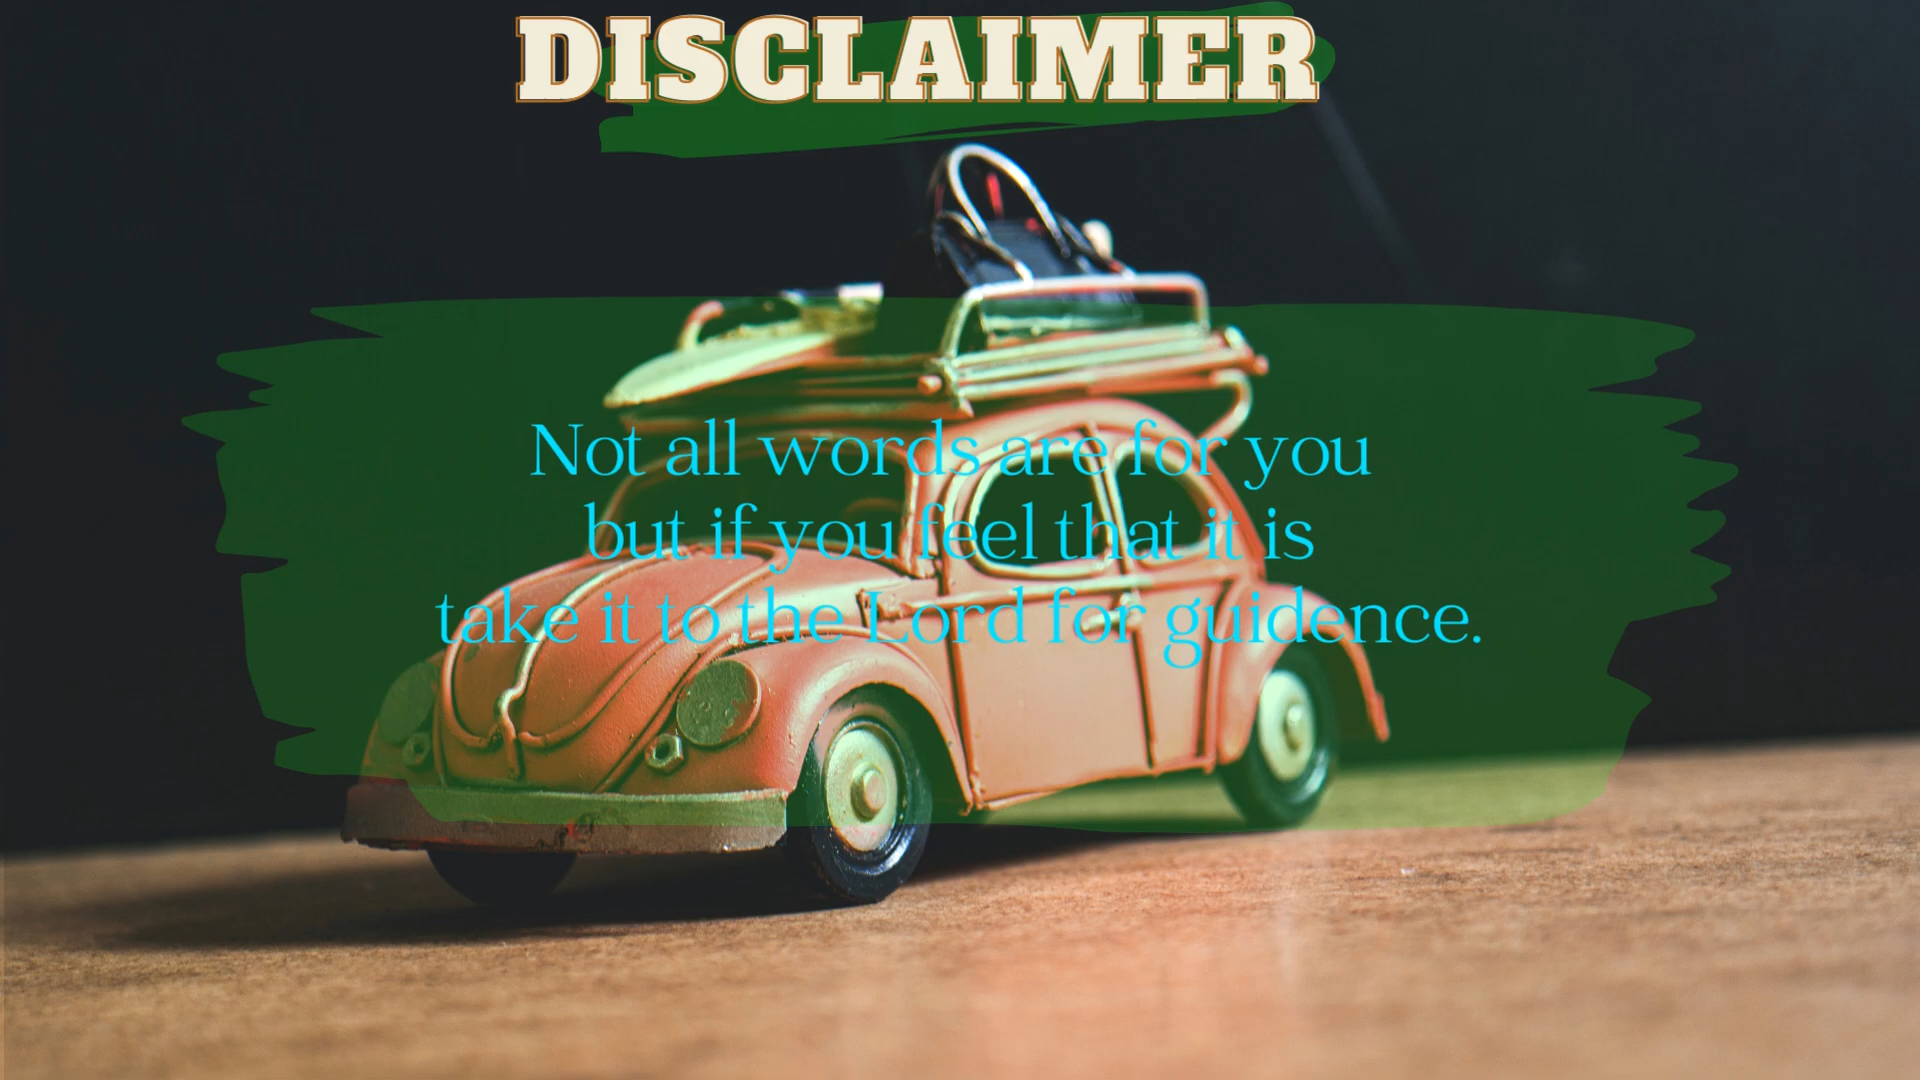 DISCLAIMER
Not all words are for you
but if you feel that it is
take it to the Lord for guidence.